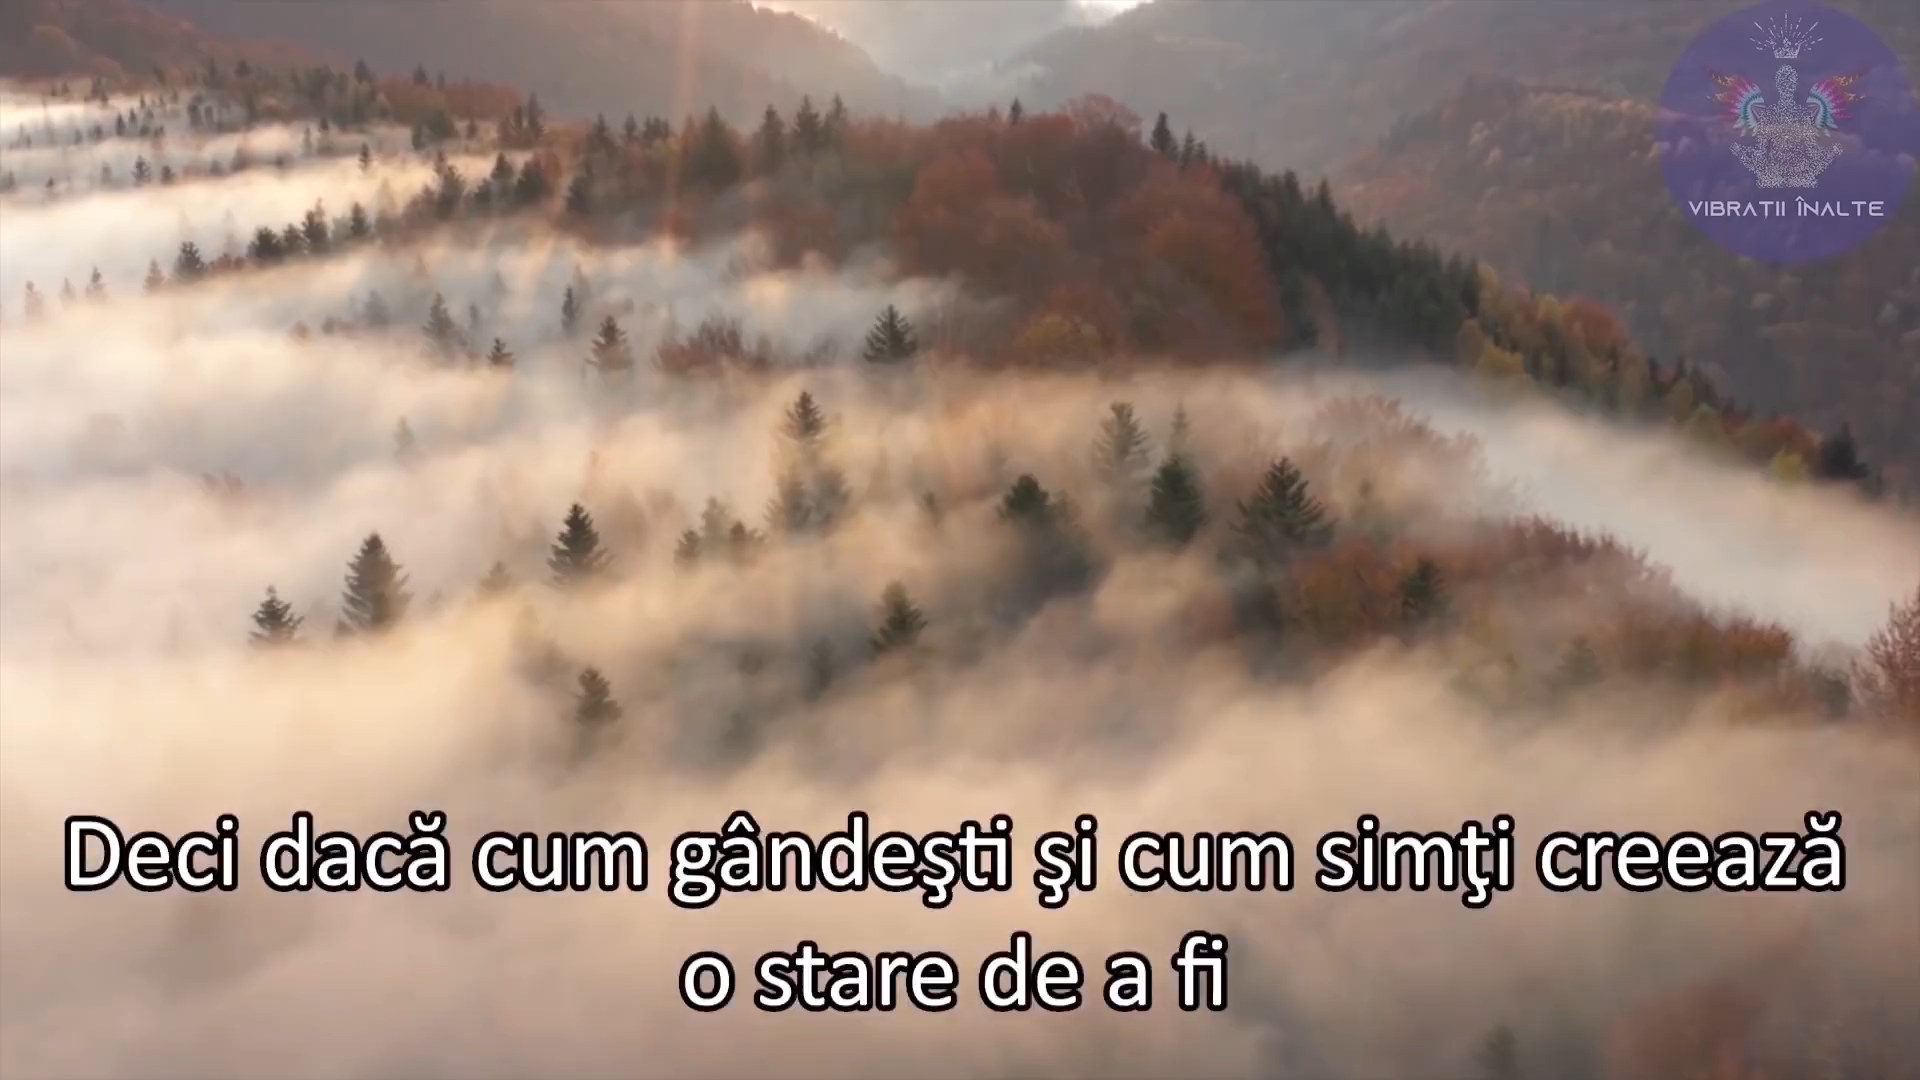 VIBRATII ÎNALTE
Deci dacă cum gândeşti şi cum simţi creează
o stare de a fi